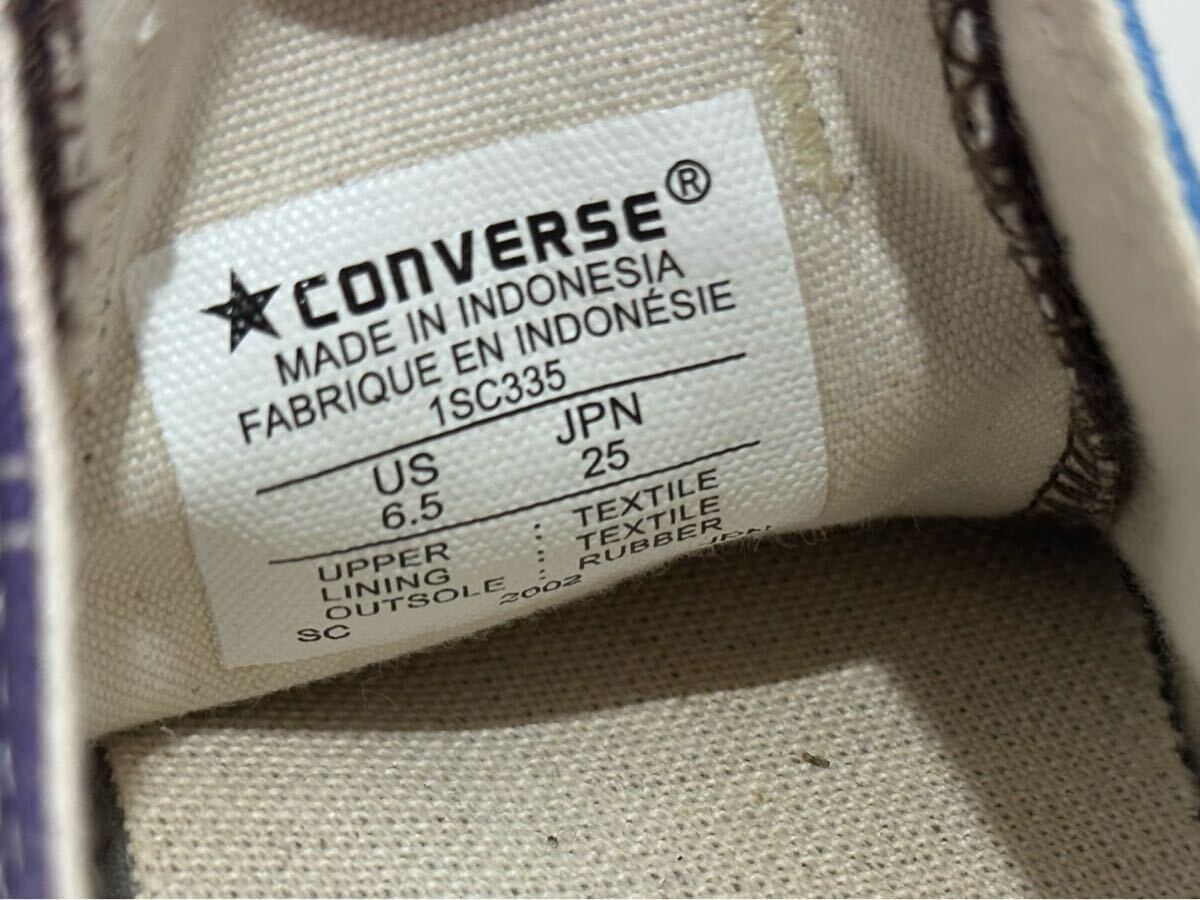 ★CONVERSE®
MADE IN INDONESIA
FABRIQUE EN INDONÉSIE
1SC335
US JPN
6.5 25
UPPER : TEXTILE
LINING : TEXTILE
OUTSOLE : RUBBER
SC 2002 JPN